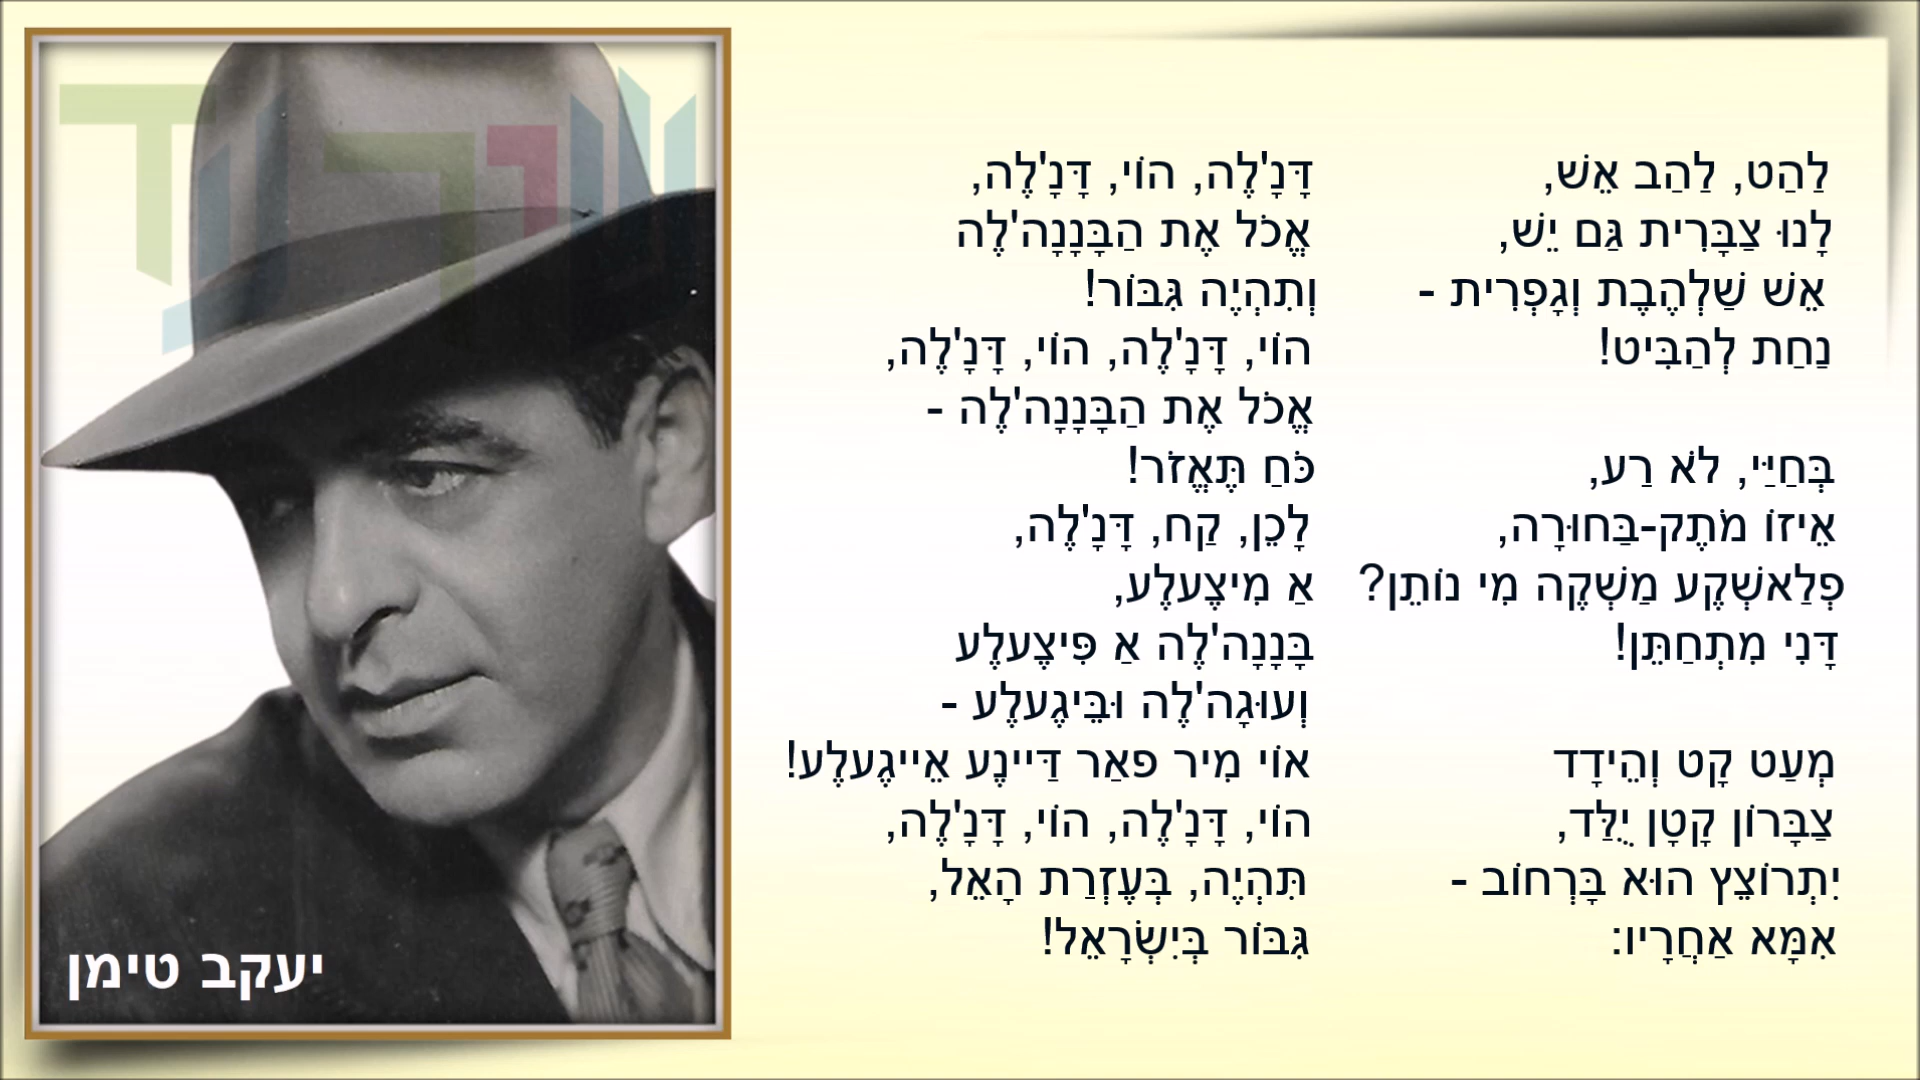 לַהַט, לַהַב אֵשׁ,
לָנוּ צַבָּרִית גַּם יֵשׁ,
אֵשׁ שַׁלְהֶבֶת וְגָפְרִית -
נַחַת לְהַבִּיט!
בְּחַיַּי, לֹא רַע,
אֵיזוֹ מֹתֶק-בַּחוּרָה,
פְלַאשְׁקֶע מַשְׁקֶה מִי נוֹתֵן?
דָּנִי מִתְחַתֵּן!
מְעַט קָט וְהֵידָד
צַבָּרוֹן קָטָן יֻלַּד,
יִתְרוֹצֵץ הוּא בָּרְחוֹב -
אִמָּא אַחֲרָיו:
דָּנָ'לֶה, הוֹי, דָּנָ'לֶה,
אֱכֹל אֶת הַבָּנָנָה'לֶה
וְתִהְיֶה גִּבּוֹר!
הוֹי, דָּנָ'לֶה, הוֹי, דָּנָ'לֶה,
אֱכֹל אֶת הַבָּנָנָה'לֶה -
כֹּחַ תֶּאֱזֹר!
לָכֵן, קַח, דָּנָ'לֶה,
אַ מִיצֶעלֶע,
בָּנָנָה'לֶה אַ פִּיצֶעלֶע
וְעוּגָה'לֶה וּבֵּיגֶעלֶע -
אוֹי מִיר פאַר דַּיינֶע אֵייגֶעלֶע!
הוֹי, דָּנָ'לֶה, הוֹי, דָּנָ'לֶה,
תִּהְיֶה, בְּעֶזְרַת הָאֵל,
גִּבּוֹר בְּיִשְׂרָאֵל!
יעקב טימן